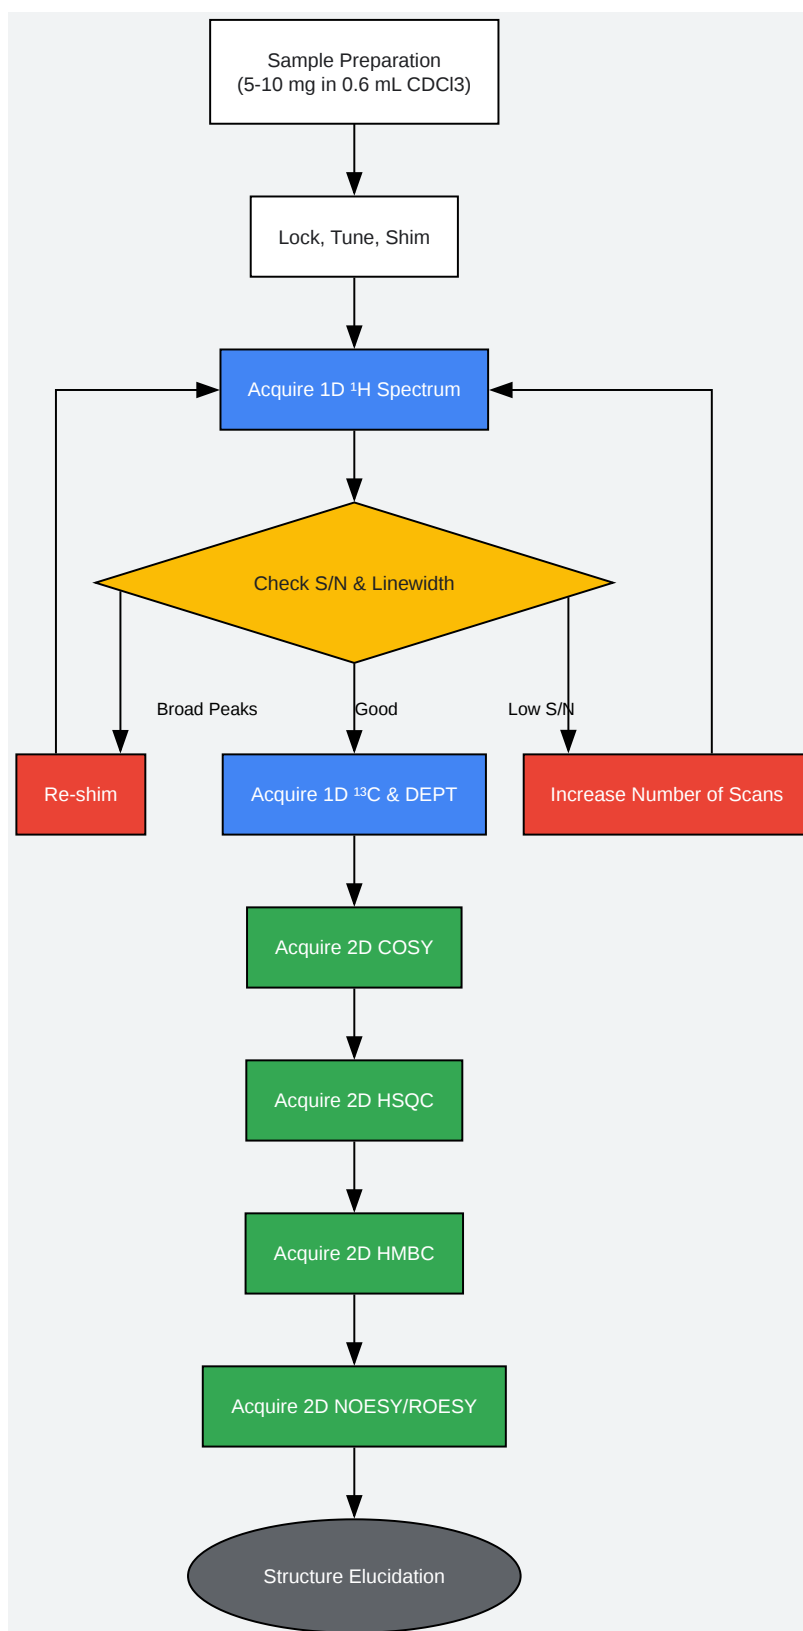 Sample Preparation
(5-10 mg in 0.6 mL CDCl3)
Lock, Tune, Shim
Acquire 1D ¹H Spectrum
Check S/N & Linewidth
Broad Peaks
Good
Low S/N
Re-shim
Acquire 1D ¹³C & DEPT
Increase Number of Scans
Acquire 2D COSY
Acquire 2D HSQC
Acquire 2D HMBC
Acquire 2D NOESY/ROESY
Structure Elucidation